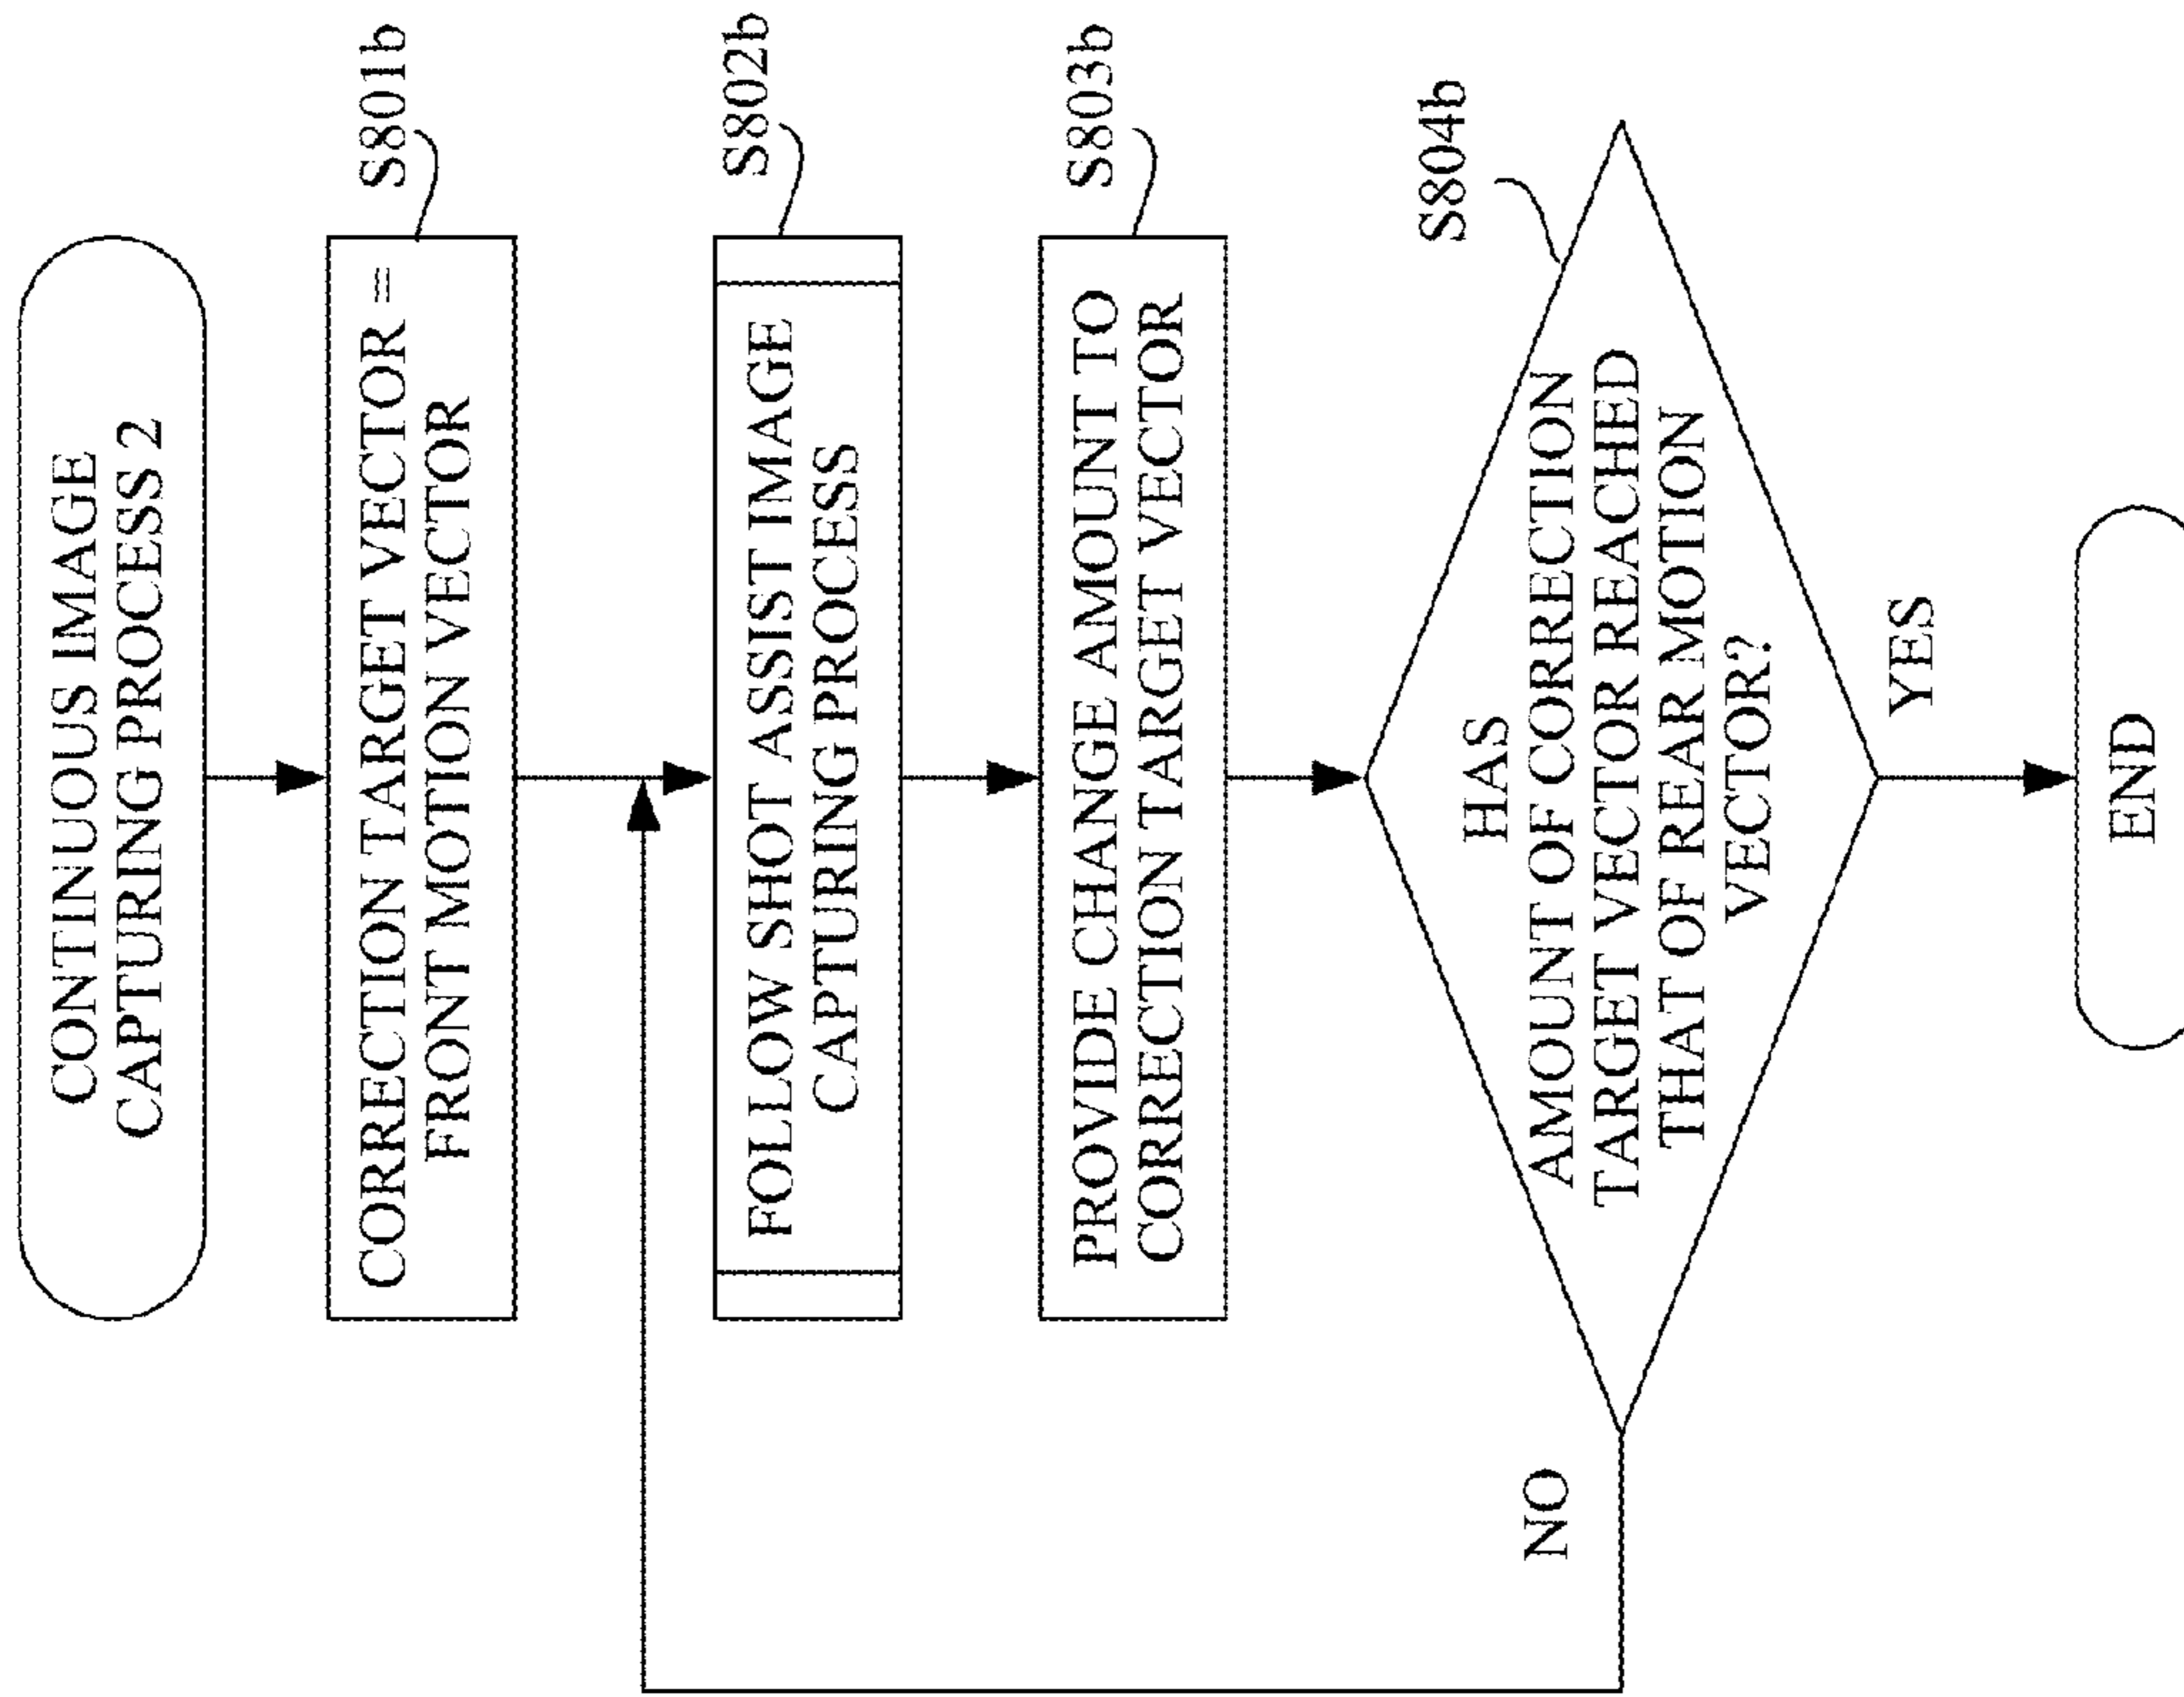 CONTINUOUS IMAGE
CAPTURING PROCESS 2
S801b
CORRECTION TARGET VECTOR =
FRONT MOTION VECTOR
S802b
FOLLOW SHOT ASSIST IMAGE
CAPTURING PROCESS
S803b
PROVIDE CHANGE AMOUNT TO
CORRECTION TARGET VECTOR
S804b
HAS
AMOUNT OF CORRECTION
TARGET VECTOR REACHED
THAT OF REAR MOTION
VECTOR?
NO
YES
END